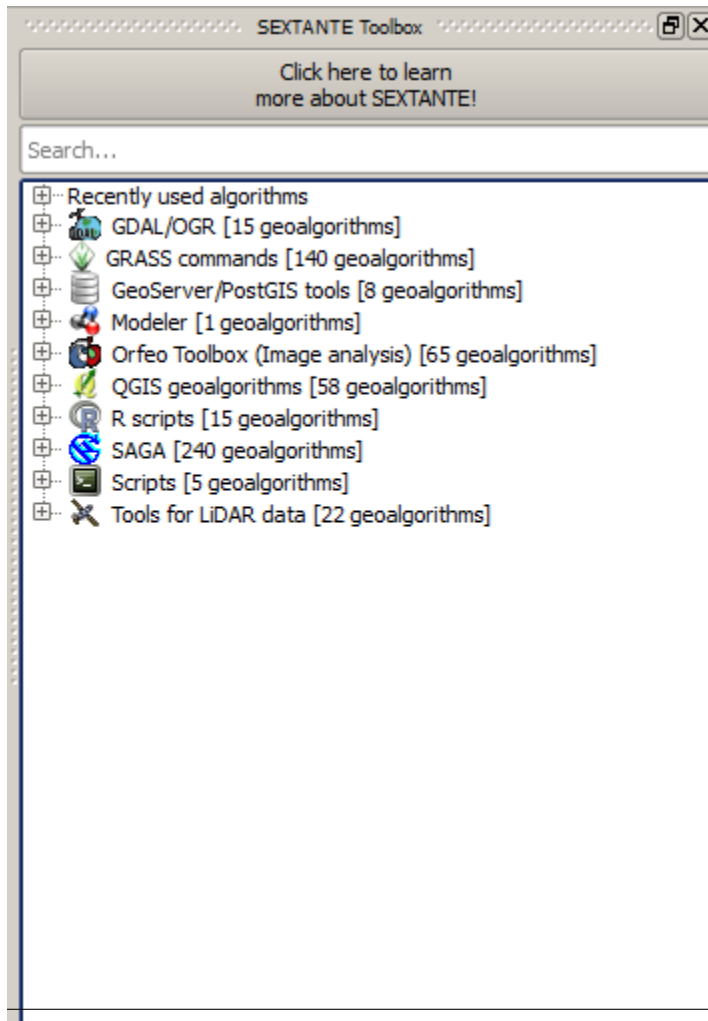 SEXTANTE Toolbox
Click here to learn
more about SEXTANTE!
Search...
Recently used algorithms
GDAL/OGR [15 geoalgorithms]
GRASS commands [140 geoalgorithms]
GeoServer/PostGIS tools [8 geoalgorithms]
Modeler [1 geoalgorithms]
Orfeo Toolbox (Image analysis) [65 geoalgorithms]
QGIS geoalgorithms [58 geoalgorithms]
R scripts [15 geoalgorithms]
SAGA [240 geoalgorithms]
Scripts [5 geoalgorithms]
Tools for LiDAR data [22 geoalgorithms]